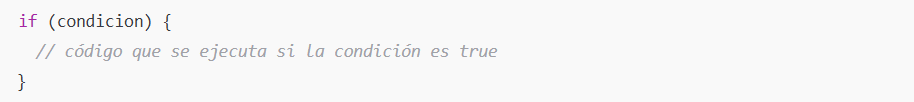 if (condicion) {
  // código que se ejecuta si la condición es true
}